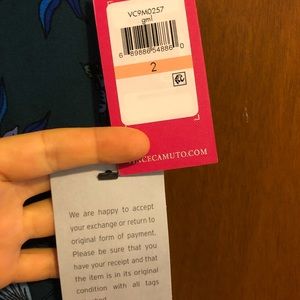 VC9M0257
gml
6 89886 54886 0
2
CECAMUTO.COM
We are happy to accept
your exchange or return to
original form of payment.
Please be sure that you
have your receipt and that
the item is in its original
condition with all tags